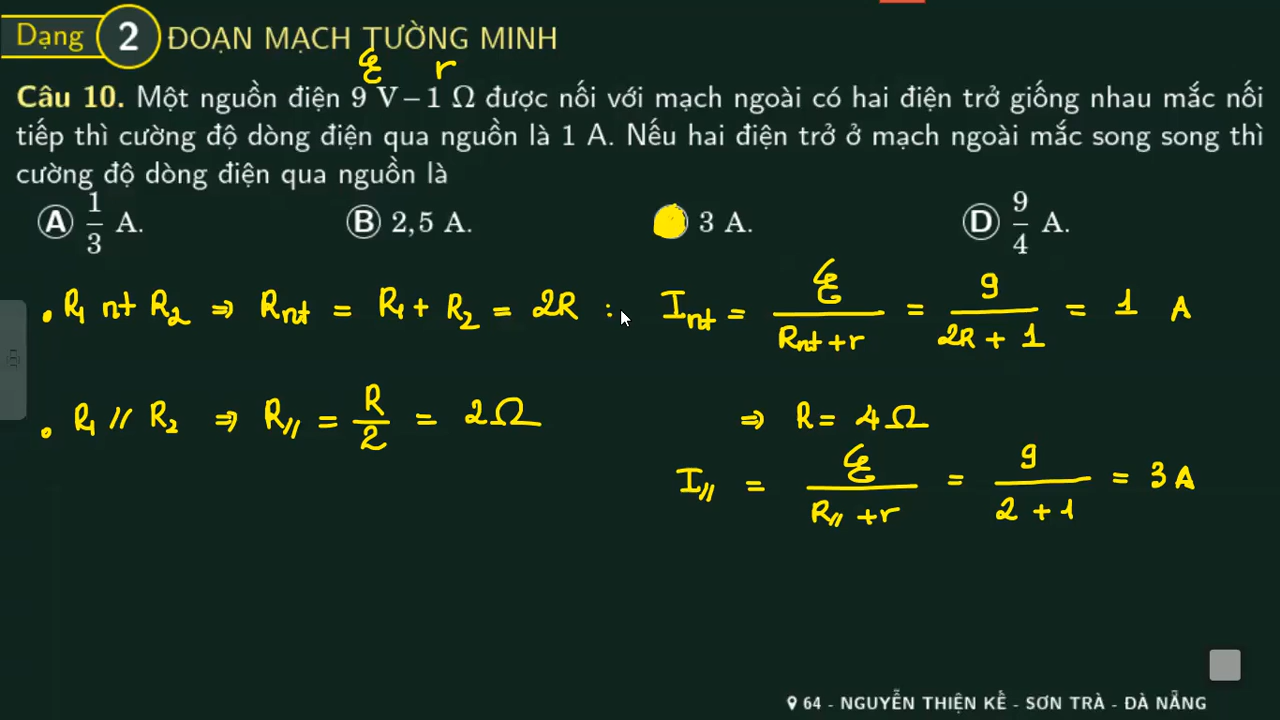 Dạng 2 ĐOẠN MẠCH TƯỜNG MINH
ξ r
Câu 10. Một nguồn điện 9 V – 1 Ω được nối với mạch ngoài có hai điện trở giống nhau mắc nối
tiếp thì cường độ dòng điện qua nguồn là 1 A. Nếu hai điện trở ở mạch ngoài mắc song song thì
cường độ dòng điện qua nguồn là
A 1/3 A. B 2,5 A. 3 A. D 9/4 A.
• R₁ nt R₂ ⇒ Rnt = R₁ + R₂ = 2R : Int = ξ/(Rnt + r) = 9/(2R + 1) = 1 A
• R₁ // R₂ ⇒ R// = R/2 = 2Ω ⇒ R = 4Ω
I// = ξ/(R// + r) = 9/(2 + 1) = 3 A
64 - NGUYỄN THIỆN KẾ - SƠN TRÀ - ĐÀ NẴNG